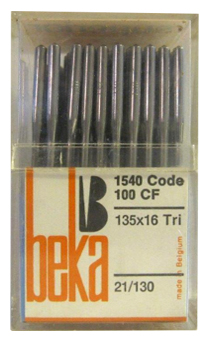 1540 Code
100 CF
B
135x16 Tri
beka
21/130
made in Belgium